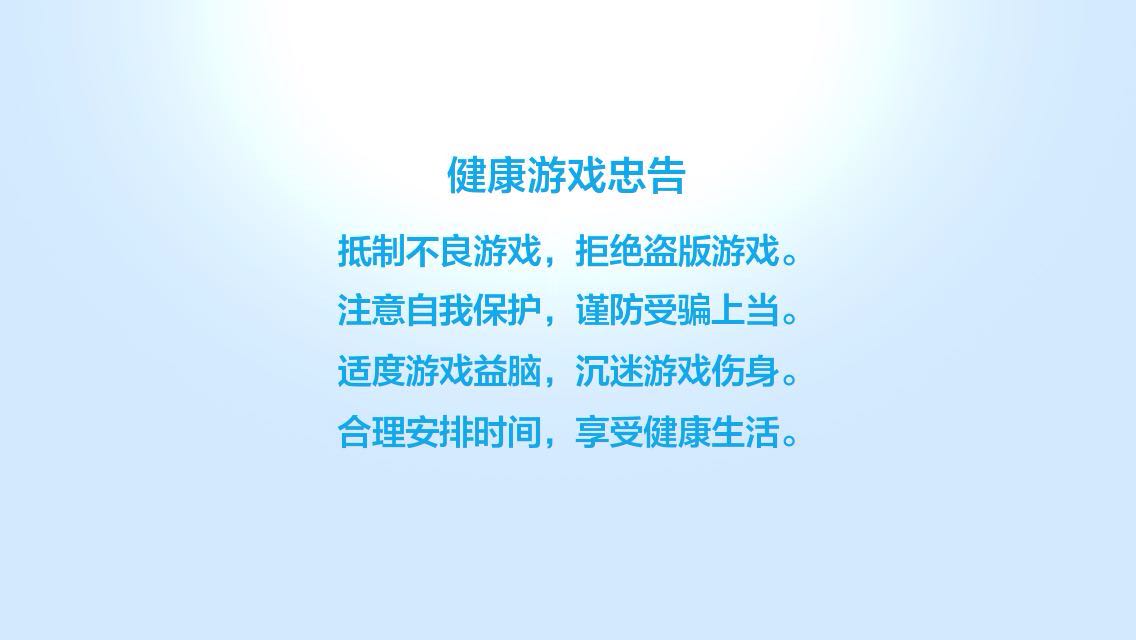 健康游戏忠告
抵制不良游戏，拒绝盗版游戏。
注意自我保护，谨防受骗上当。
适度游戏益脑，沉迷游戏伤身。
合理安排时间，享受健康生活。